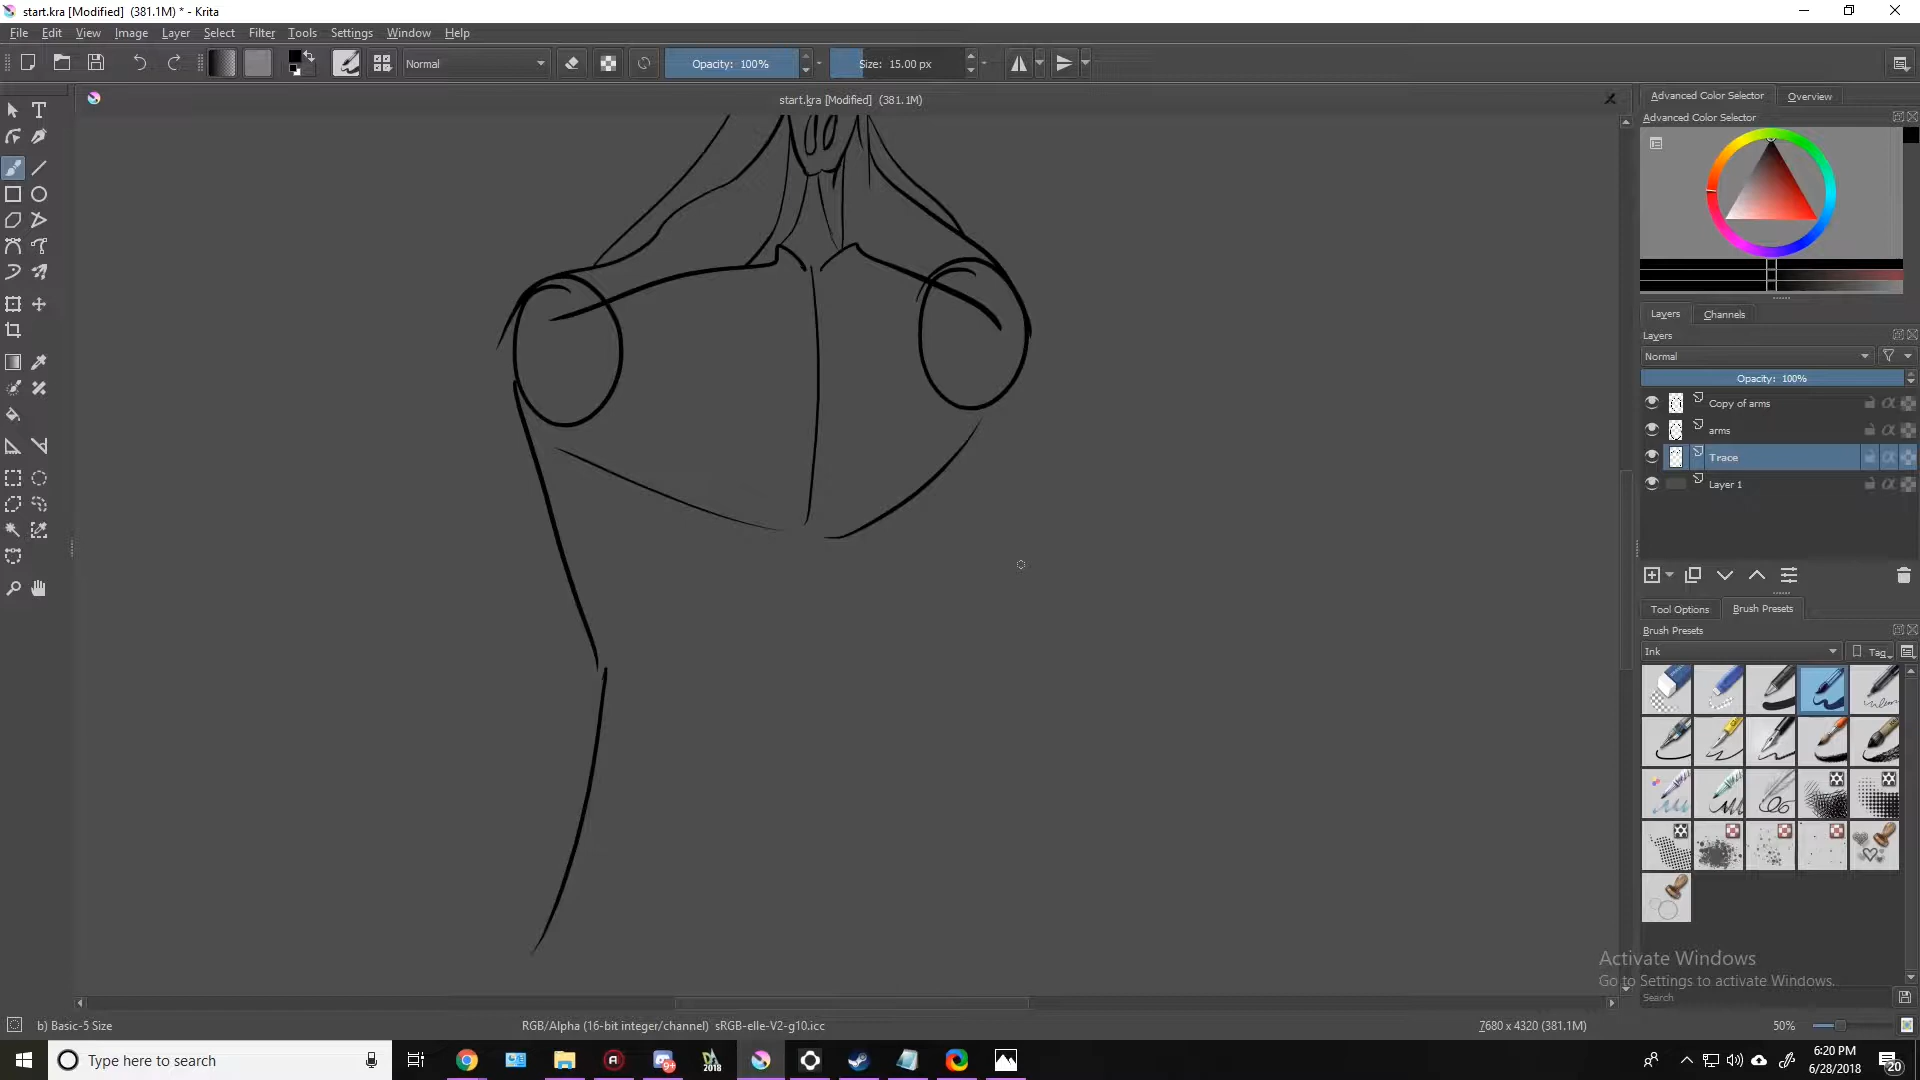 start.kra [Modified] (381.1M) * - Krita
File Edit View Image Layer Select Filter Tools Settings Window Help
Normal
Opacity: 100%
Size: 15.00 px
start.kra [Modified] (381.1M)
Advanced Color Selector
Overview
Advanced Color Selector
Layers
Channels
Layers
Normal
Opacity: 100%
Copy of arms
arms
Trace
Layer 1
Tool Options
Brush Presets
Brush Presets
Ink
Tag
Activate Windows
Go to Settings to activate Windows.
Search
b) Basic-5 Size
RGB/Alpha (16-bit integer/channel) sRGB-elle-V2-g10.icc
7680 x 4320 (381.1M)
50%
Type here to search
2018
6:20 PM
6/28/2018
20